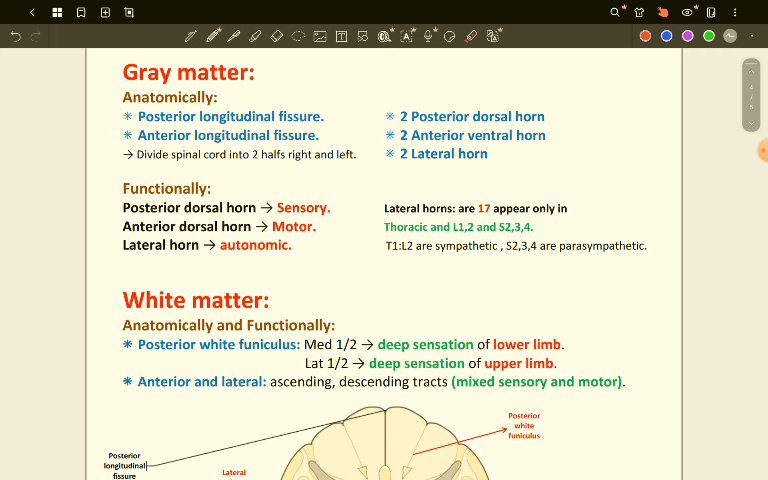 Gray matter:
Anatomically:
✳ Posterior longitudinal fissure.
✳ Anterior longitudinal fissure.
→ Divide spinal cord into 2 halfs right and left.
✳ 2 Posterior dorsal horn
✳ 2 Anterior ventral horn
✳ 2 Lateral horn
Functionally:
Posterior dorsal horn → Sensory.
Anterior dorsal horn → Motor.
Lateral horn → autonomic.
Lateral horns: are 17 appear only in
Thoracic and L1,2 and S2,3,4.
T1:L2 are sympathetic , S2,3,4 are parasympathetic.
White matter:
Anatomically and Functionally:
✳ Posterior white funiculus: Med 1/2 → deep sensation of lower limb.
Lat 1/2 → deep sensation of upper limb.
✳ Anterior and lateral: ascending, descending tracts (mixed sensory and motor).
Posterior
white
funiculus
Posterior
longitudinal
fissure
Lateral
4
/
5